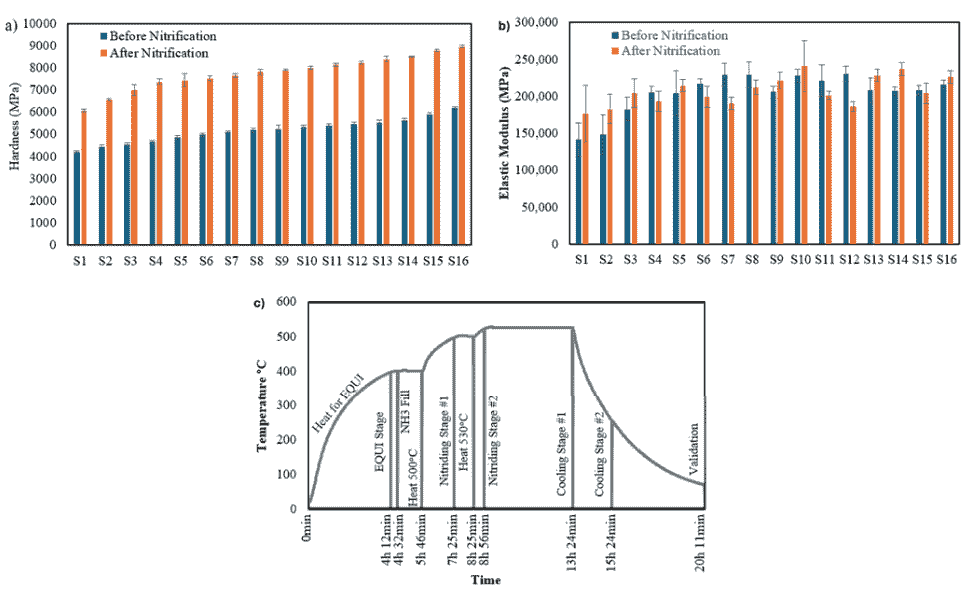 a)
10000
9000
8000
7000
6000
5000
4000
3000
2000
1000
0
Hardness (MPa)
Before Nitrification
After Nitrification
S1 S2 S3 S4 S5 S6 S7 S8 S9 S10 S11 S12 S13 S14 S15 S16
b)
300,000
250,000
200,000
150,000
100,000
50,000
0
Elastic Modulus (MPa)
Before Nitrification
After Nitrification
S1 S2 S3 S4 S5 S6 S7 S8 S9 S10 S11 S12 S13 S14 S15 S16
c)
600
500
400
300
200
100
0
Temperature °C
Heat for EQUI
EQUI Stage
NH3 Fill
Heat 500°C
Nitriding Stage #1
Heat 530°C
Nitriding Stage #2
Cooling Stage #1
Cooling Stage #2
Validation
0min
4h 12min
4h 32min
5h 46min
7h 25min
8h 25min
8h 56min
13h 24min
15h 24min
20h 11min
Time